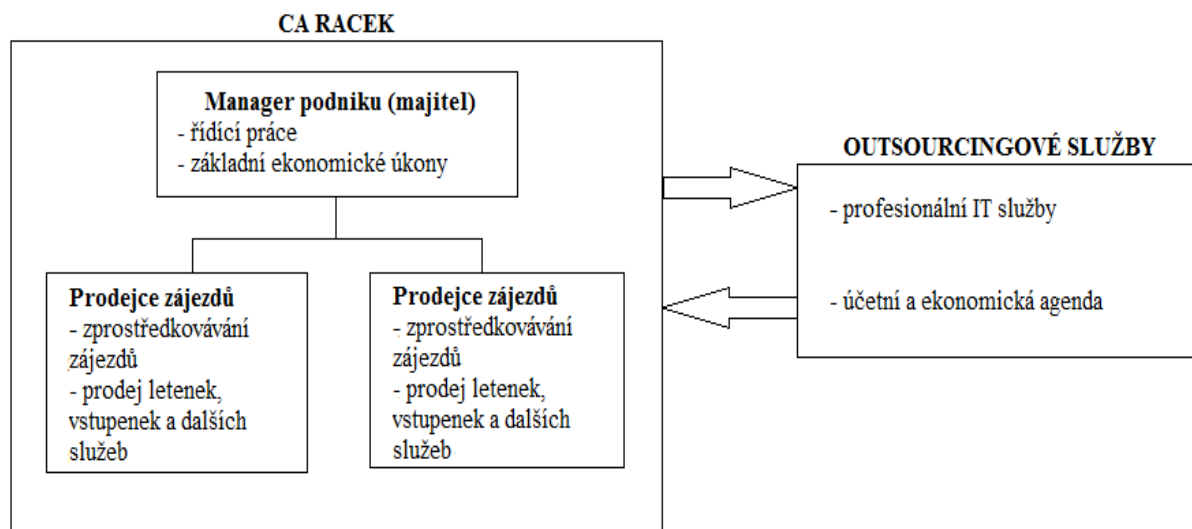 CA RACEK
Manager podniku (majitel)
- řídící práce
- základní ekonomické úkony
Prodejce zájezdů
- zprostředkovávání
zájezdů
- prodej letenek,
vstupenek a dalších
služeb
Prodejce zájezdů
- zprostředkovávání
zájezdů
- prodej letenek,
vstupenek a dalších
služeb
OUTSOURCINGOVÉ SLUŽBY
- profesionální IT služby
- účetní a ekonomická agenda